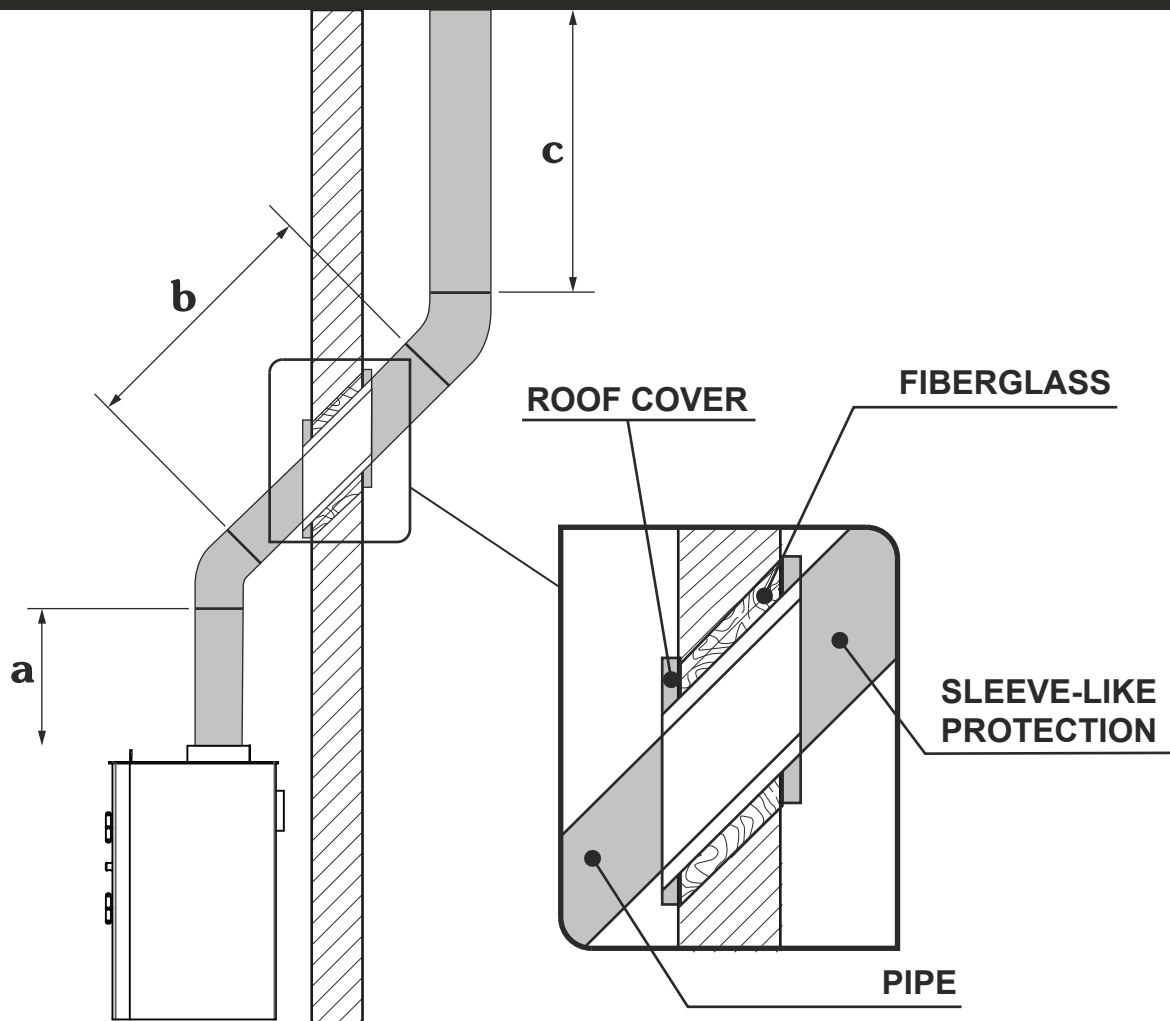 c
b
a
ROOF COVER
FIBERGLASS
SLEEVE-LIKE
PROTECTION
PIPE